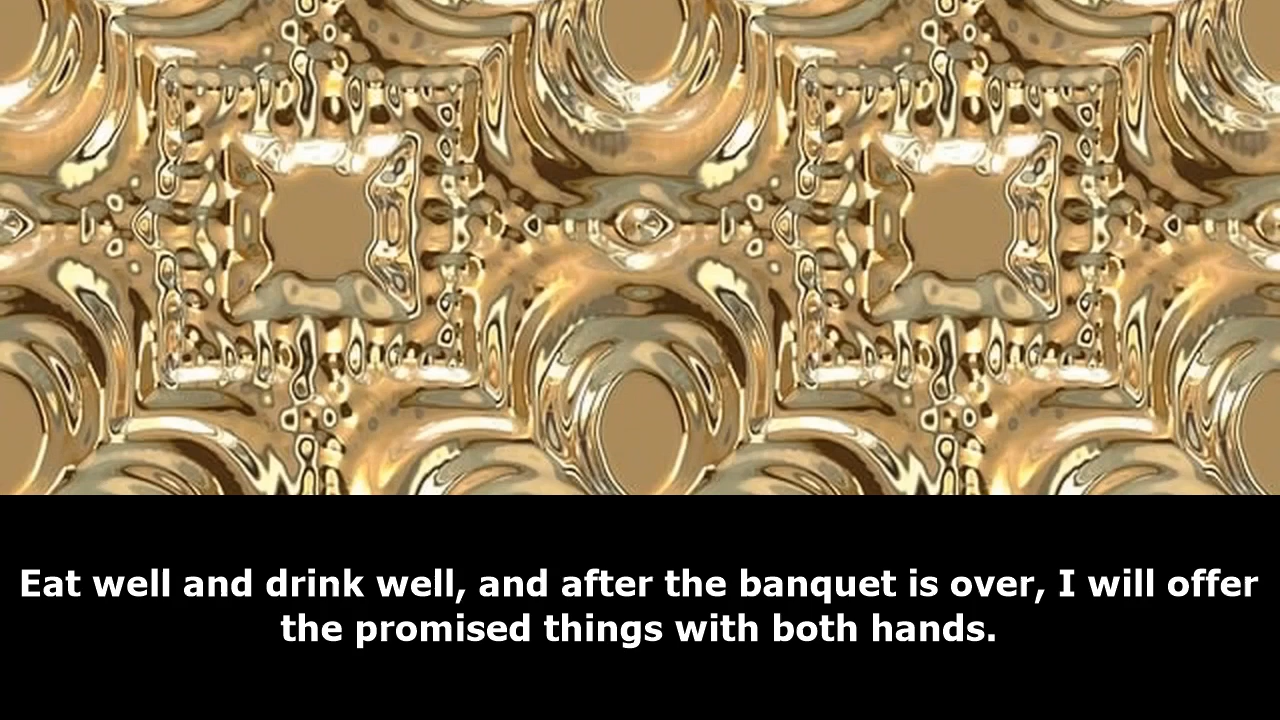 Eat well and drink well, and after the banquet is over, I will offer
the promised things with both hands.